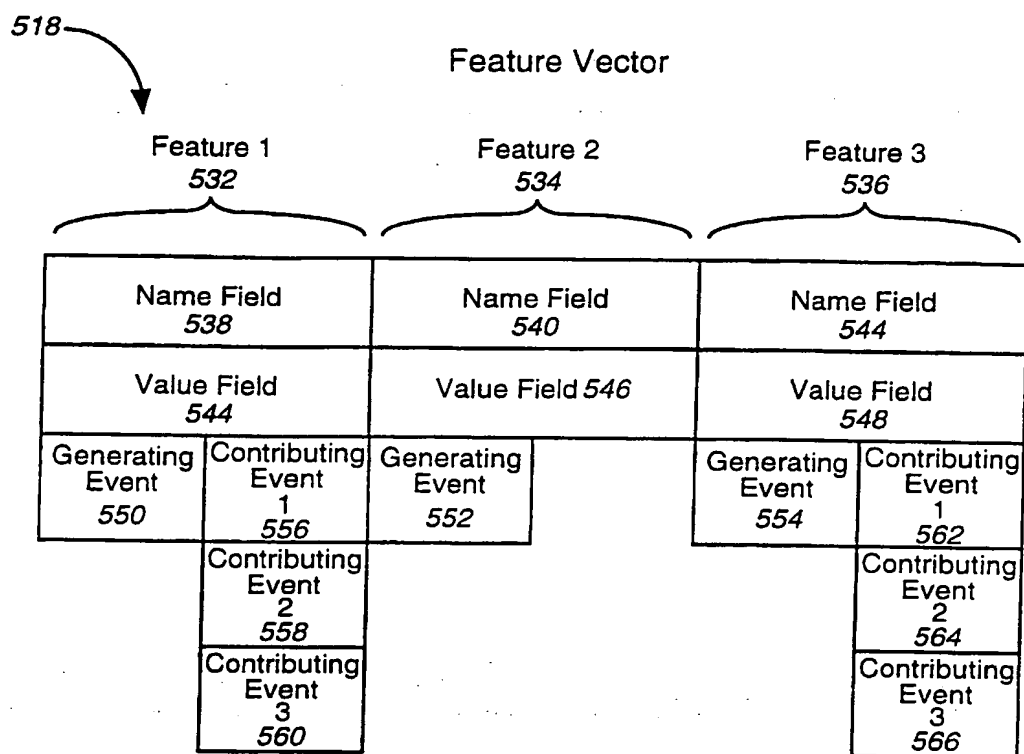 518
Feature Vector
Feature 1
532
Feature 2
534
Feature 3
536
Name Field
538
Name Field
540
Name Field
544
Value Field
544
Value Field 546
Value Field
548
Generating
Event
550
Contributing
Event
1
556
Generating
Event
552
Generating
Event
554
Contributing
Event
1
562
Contributing
Event
2
558
Contributing
Event
2
564
Contributing
Event
3
560
Contributing
Event
3
566